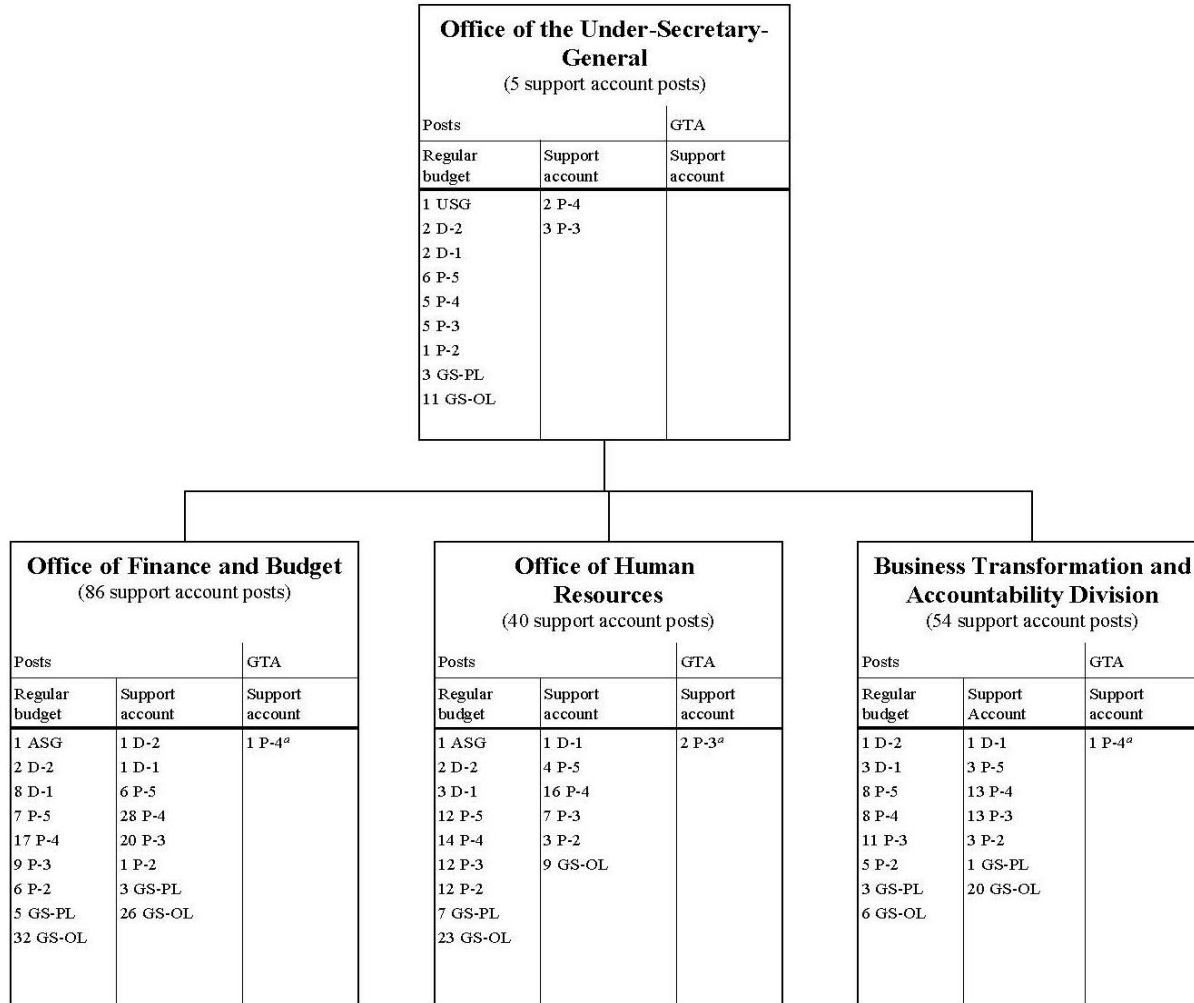 Office of the Under-Secretary-
General
(5 support account posts)
Posts GTA
Regular budget Support account Support account
1 USG 2 P-4
2 D-2 3 P-3
2 D-1
6 P-5
5 P-4
5 P-3
1 P-2
3 GS-PL
11 GS-OL
Office of Finance and Budget
(86 support account posts)
Posts GTA
Regular budget Support account Support account
1 ASG 1 D-2 1 P-4a
2 D-2 1 D-1
8 D-1 6 P-5
7 P-5 28 P-4
17 P-4 20 P-3
9 P-3 1 P-2
6 P-2 3 GS-PL
5 GS-PL 26 GS-OL
32 GS-OL
Office of Human
Resources
(40 support account posts)
Posts GTA
Regular budget Support account Support account
1 ASG 1 D-1 2 P-3a
2 D-2 4 P-5
3 D-1 16 P-4
12 P-5 7 P-3
14 P-4 3 P-2
12 P-3 9 GS-OL
12 P-2
7 GS-PL
23 GS-OL
Business Transformation and
Accountability Division
(54 support account posts)
Posts GTA
Regular budget Support Account Support account
1 D-2 1 D-1 1 P-4a
3 D-1 3 P-5
8 P-5 13 P-4
8 P-4 13 P-3
11 P-3 3 P-2
5 P-2 1 GS-PL
3 GS-PL 20 GS-OL
6 GS-OL